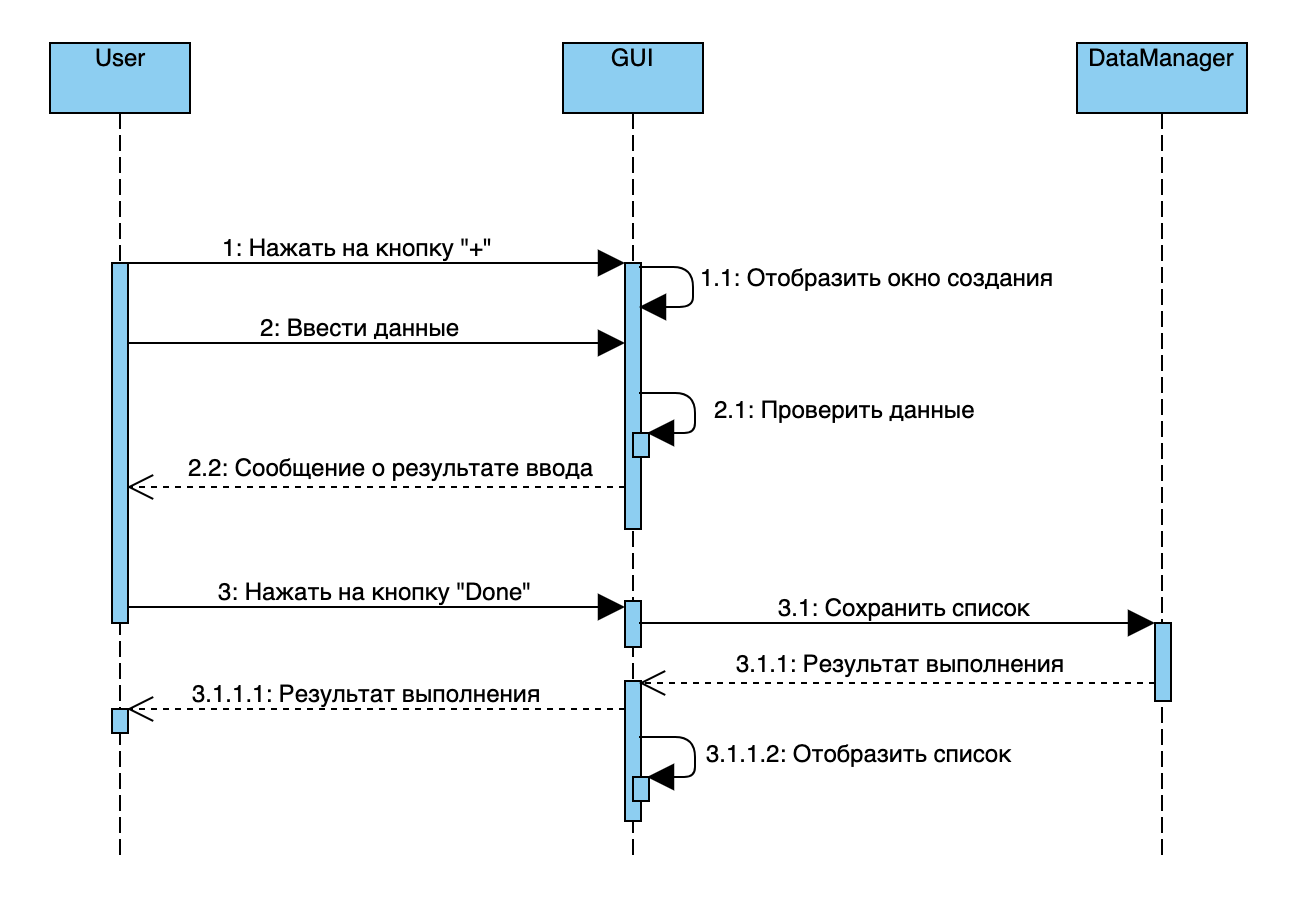 User
GUI
DataManager
1: Нажать на кнопку "+"
1.1: Отобразить окно создания
2: Ввести данные
2.1: Проверить данные
2.2: Сообщение о результате ввода
3: Нажать на кнопку "Done"
3.1: Сохранить список
3.1.1: Результат выполнения
3.1.1.1: Результат выполнения
3.1.1.2: Отобразить список